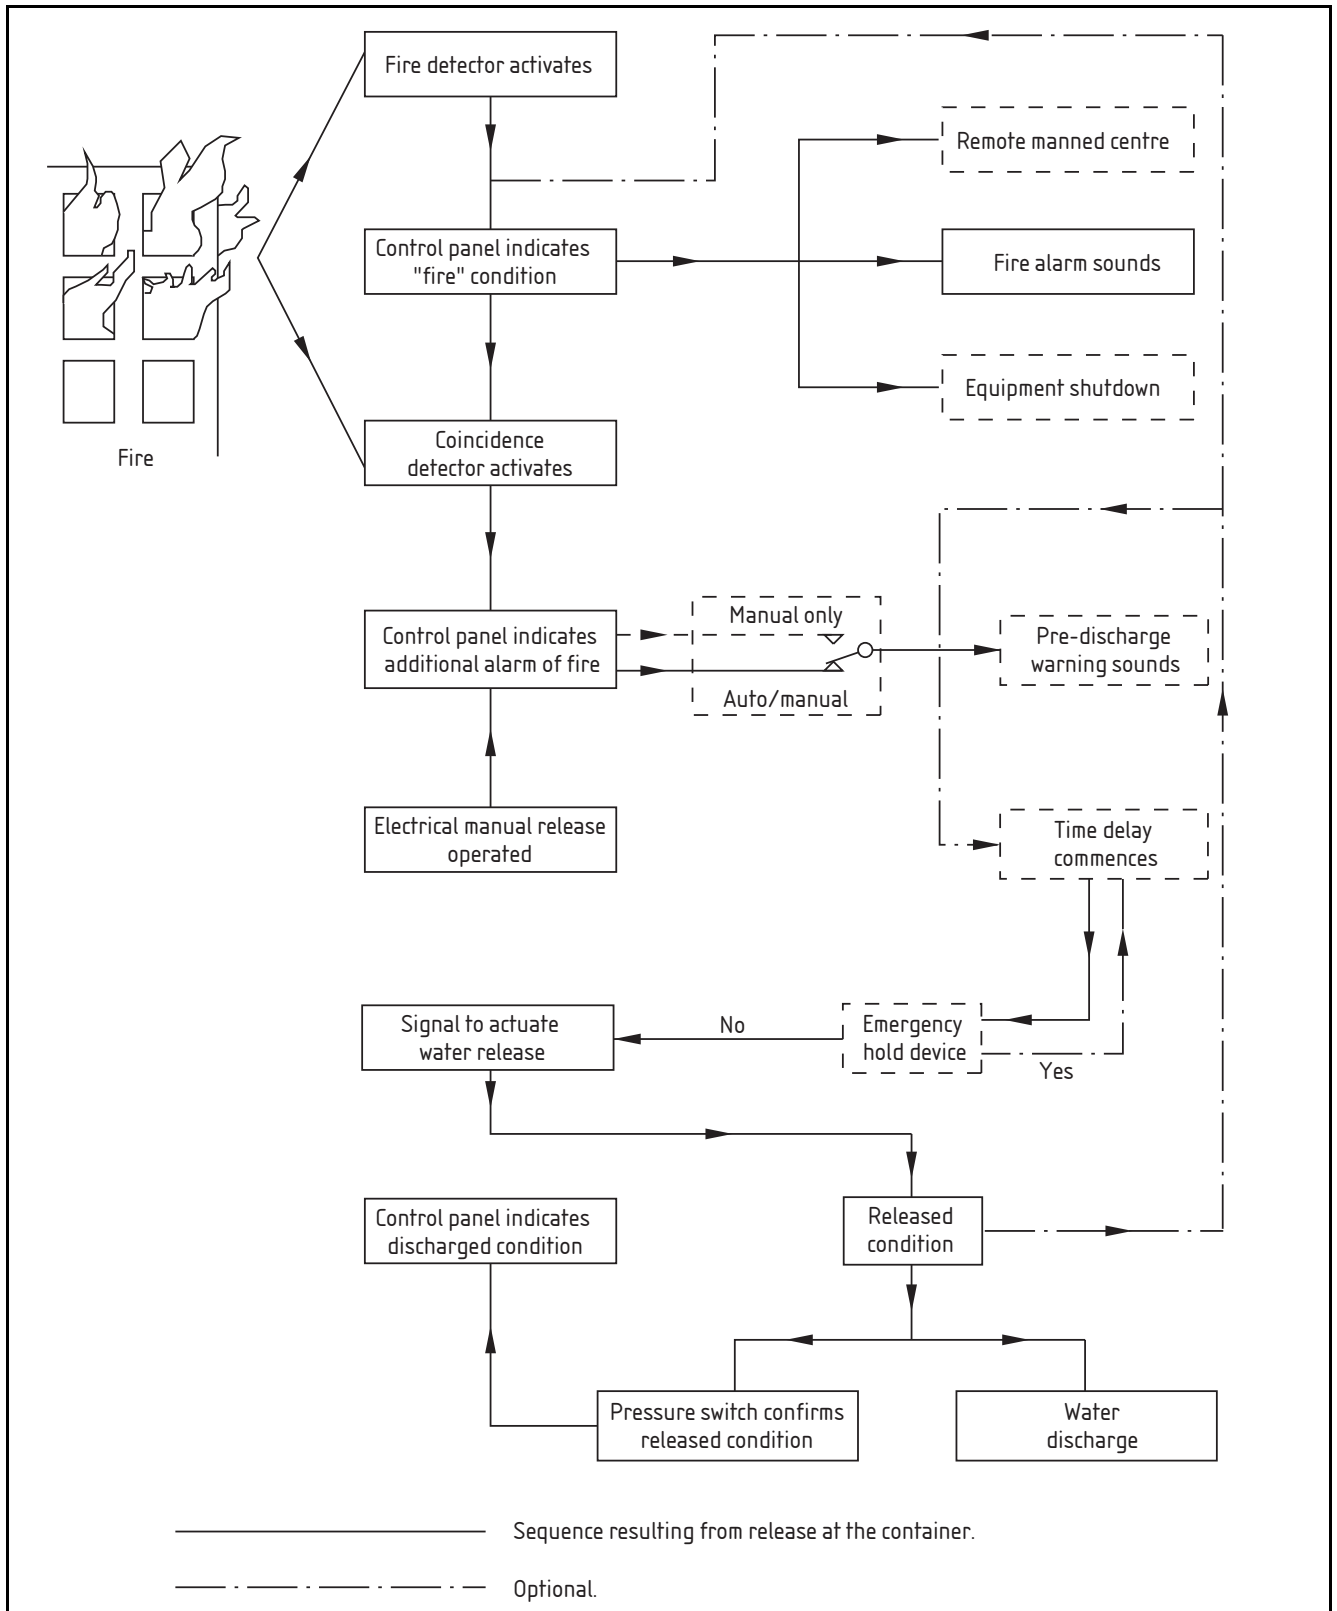 Fire detector activates
Remote manned centre
Control panel indicates
"fire" condition
Fire alarm sounds
Equipment shutdown
Fire
Coincidence
detector activates
Manual only
Control panel indicates
additional alarm of fire
Pre-discharge
warning sounds
Auto/manual
Electrical manual release
operated
Time delay
commences
Signal to actuate
water release
No
Emergency
hold device
Yes
Control panel indicates
discharged condition
Released
condition
Pressure switch confirms
released condition
Water
discharge
Sequence resulting from release at the container.
Optional.